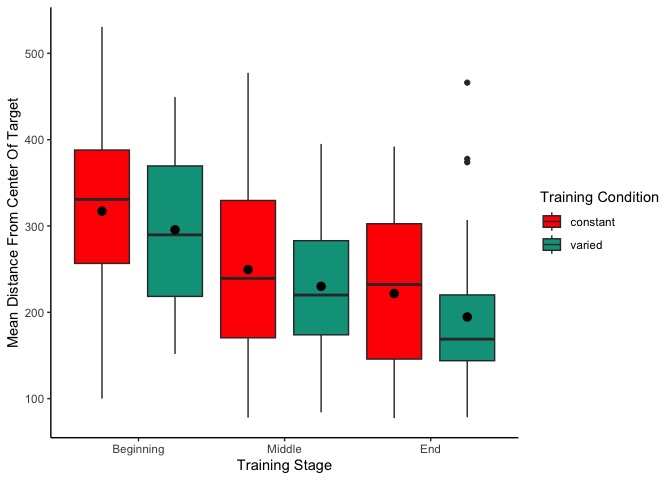 Mean Distance From Center Of Target
500
400
300
200
100
Beginning
Middle
End
Training Stage
Training Condition
constant
varied